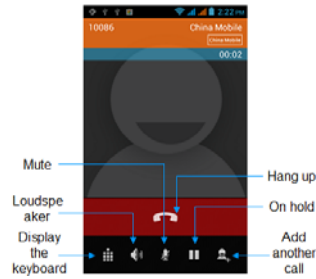 2:22 PM
10086
China Mobile
China Mobile
00:02
Mute
Hang up
Loudspe
aker
On hold
Display
the
keyboard
Add
another
call